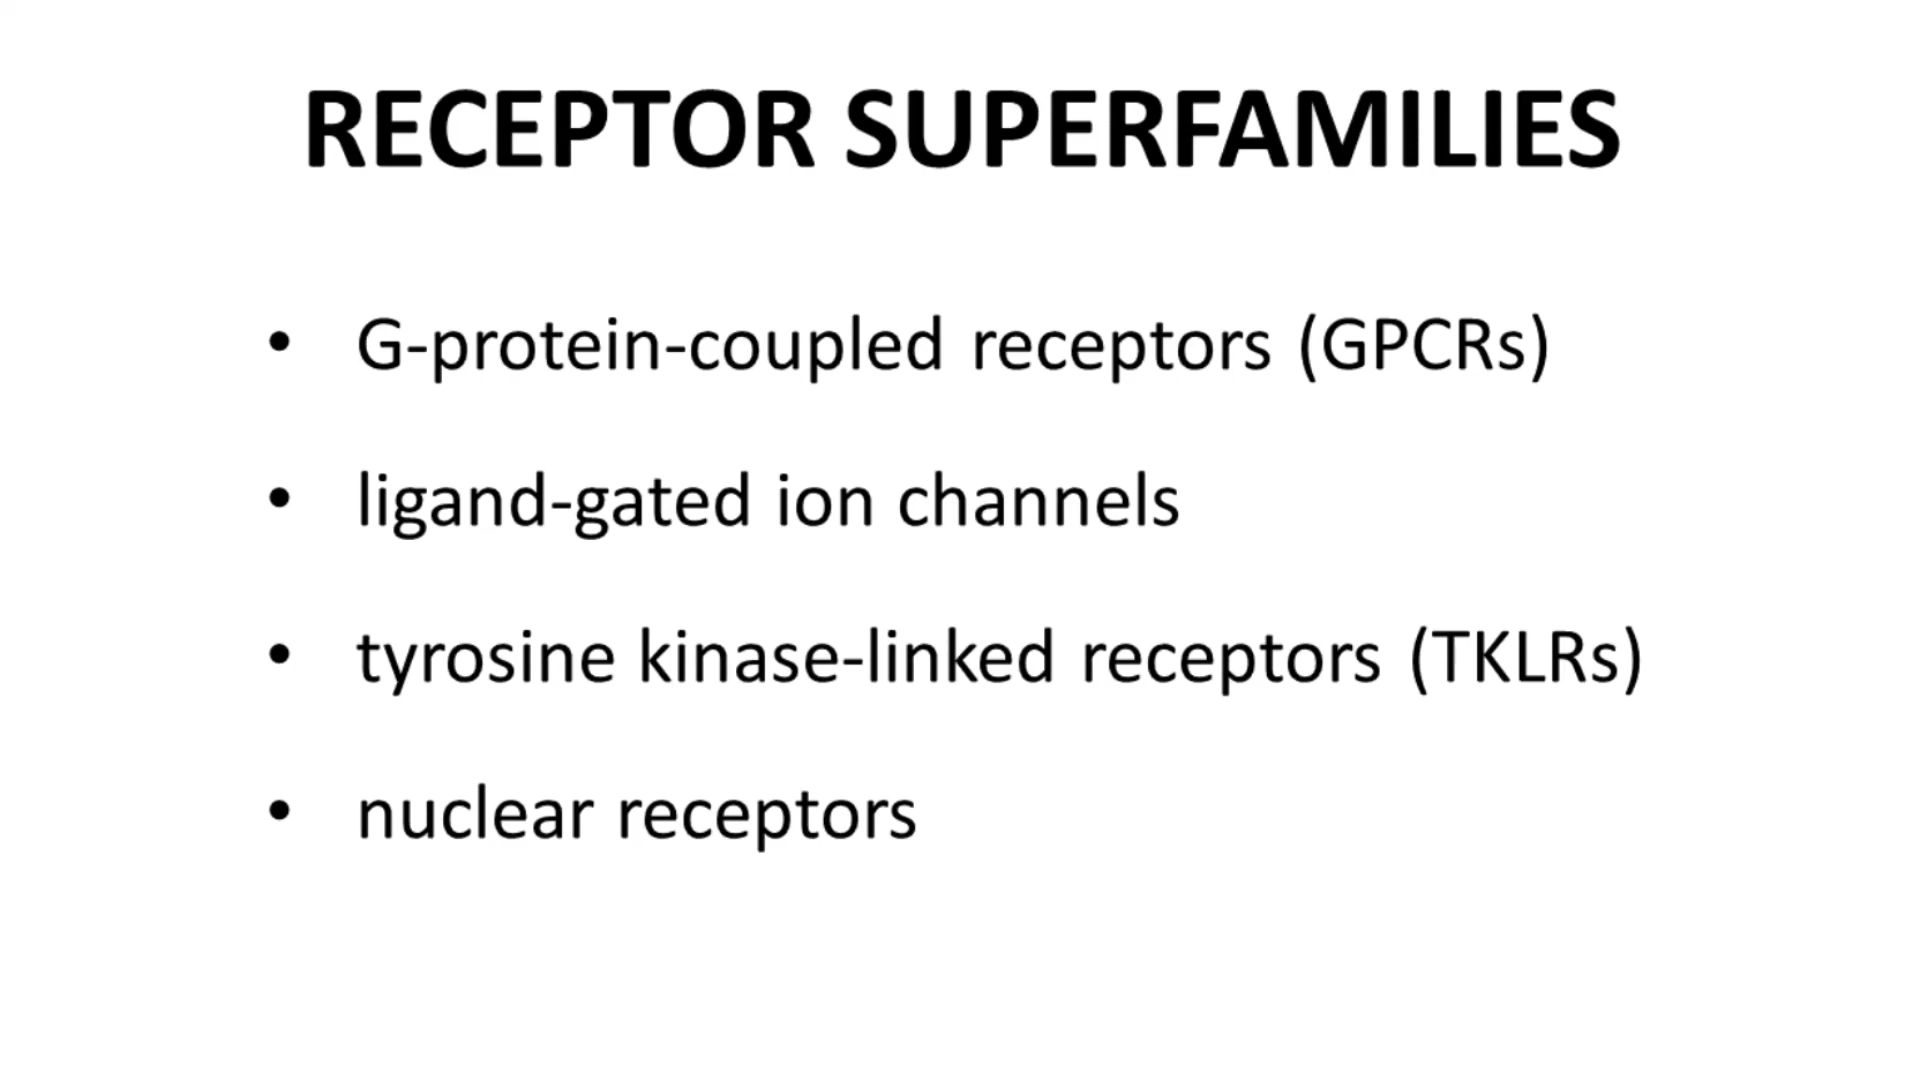 RECEPTOR SUPERFAMILIES
• G-protein-coupled receptors (GPCRs)
• ligand-gated ion channels
• tyrosine kinase-linked receptors (TKLRs)
• nuclear receptors